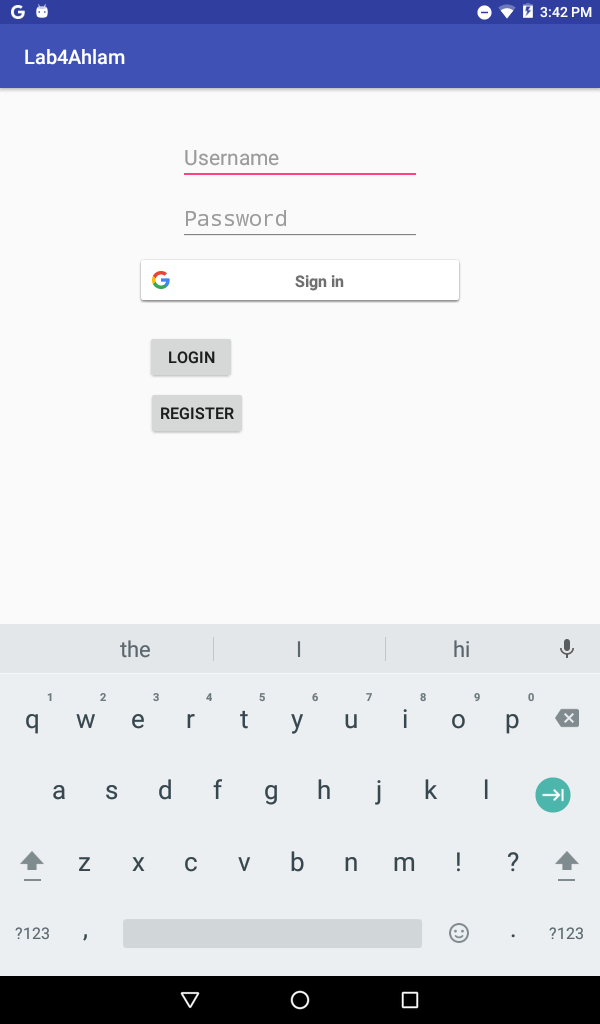 G 3:42 PM
Lab4Ahlam
Username
Password
G Sign in
LOGIN
REGISTER
the I hi
1 2 3 4 5 6 7 8 9 0
q w e r t y u i o p
a s d f g h j k l
z x c v b n m ! ?
?123 , . ?123